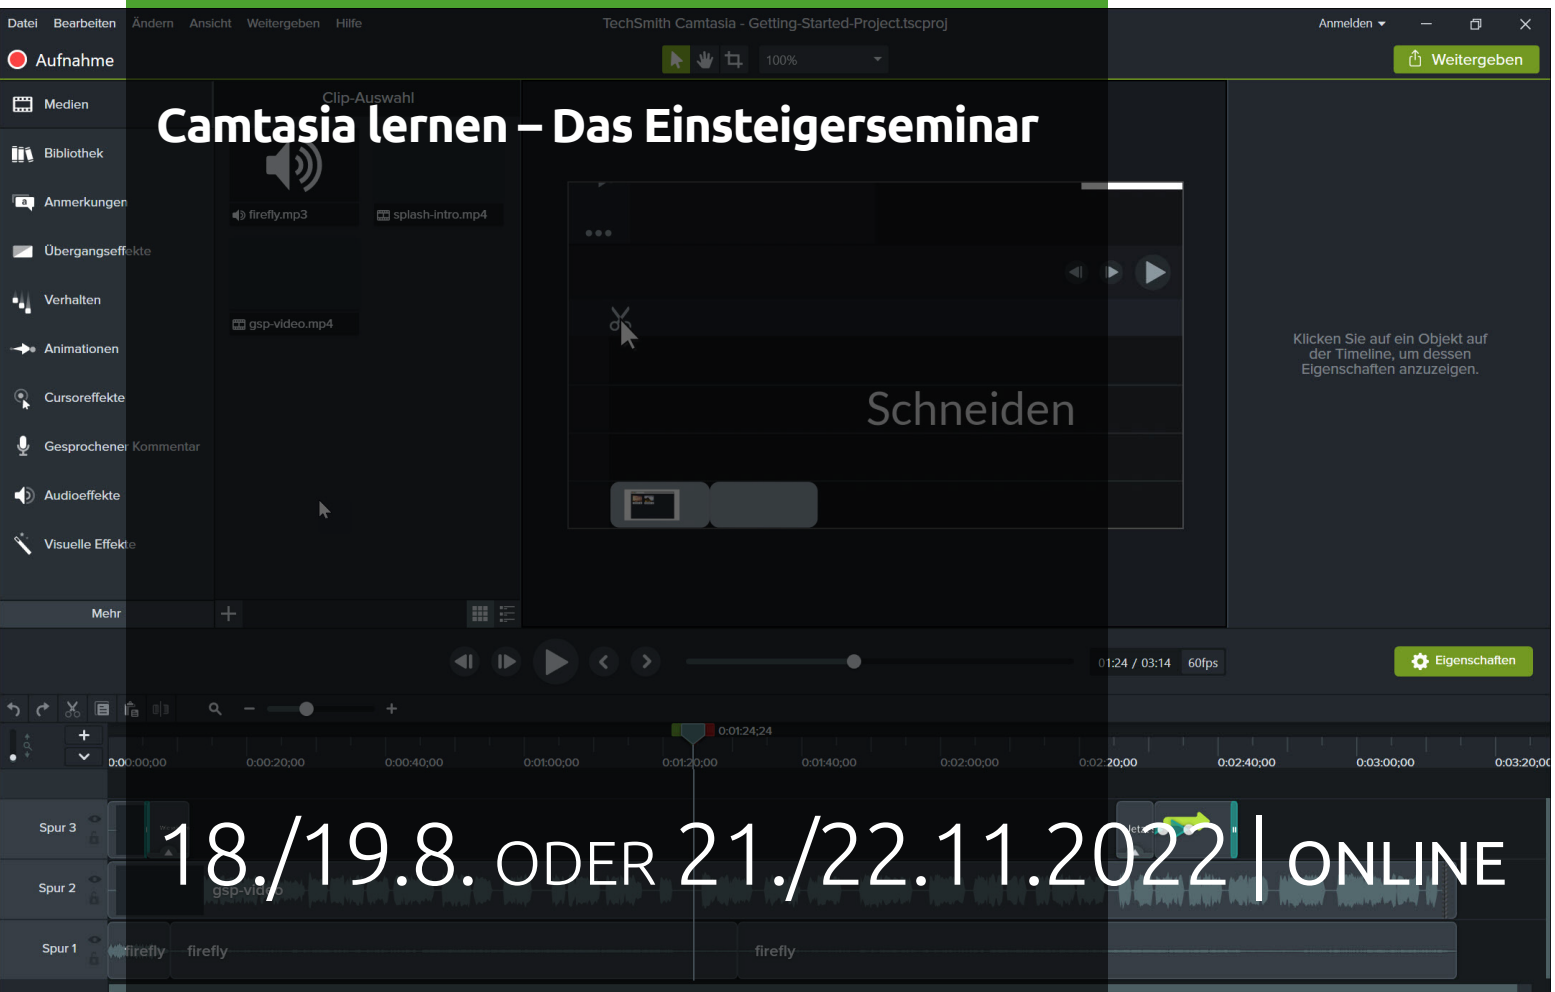 Datei Bearbeiten Ändern Ansicht Weitergeben Hilfe
TechSmith Camtasia - Getting-Started-Project.tscproj
Anmelden
Aufnahme
100%
Weitergeben
Medien
Clip-Auswahl
Camtasia lernen – Das Einsteigerseminar
Bibliothek
Anmerkungen
firefly.mp3
splash-intro.mp4
Übergangseffekte
Verhalten
gsp-video.mp4
Animationen
Klicken Sie auf ein Objekt auf
der Timeline, um dessen
Eigenschaften anzuzeigen.
Cursoreffekte
Schneiden
Gesprochener Kommentar
Audioeffekte
Visuelle Effekte
Mehr
01:24 / 03:14 60fps
Eigenschaften
0:01:24;24
0:00:00;00 0:00:20;00 0:00:40;00 0:01:00;00 0:01:20;00 0:01:40;00 0:02:00;00 0:02:20;00 0:02:40;00 0:03:00;00 0:03:20;00
Spur 3
18./19.8. ODER 21./22.11.2022 | ONLINE
Spur 2
gsp-video
Spur 1
firefly firefly firefly